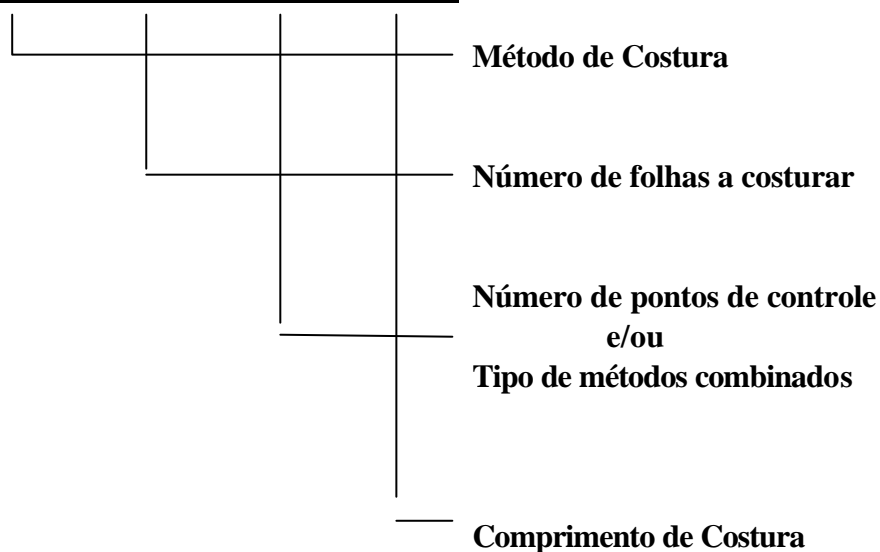 Método de Costura
Número de folhas a costurar
Número de pontos de controle
e/ou
Tipo de métodos combinados
Comprimento de Costura